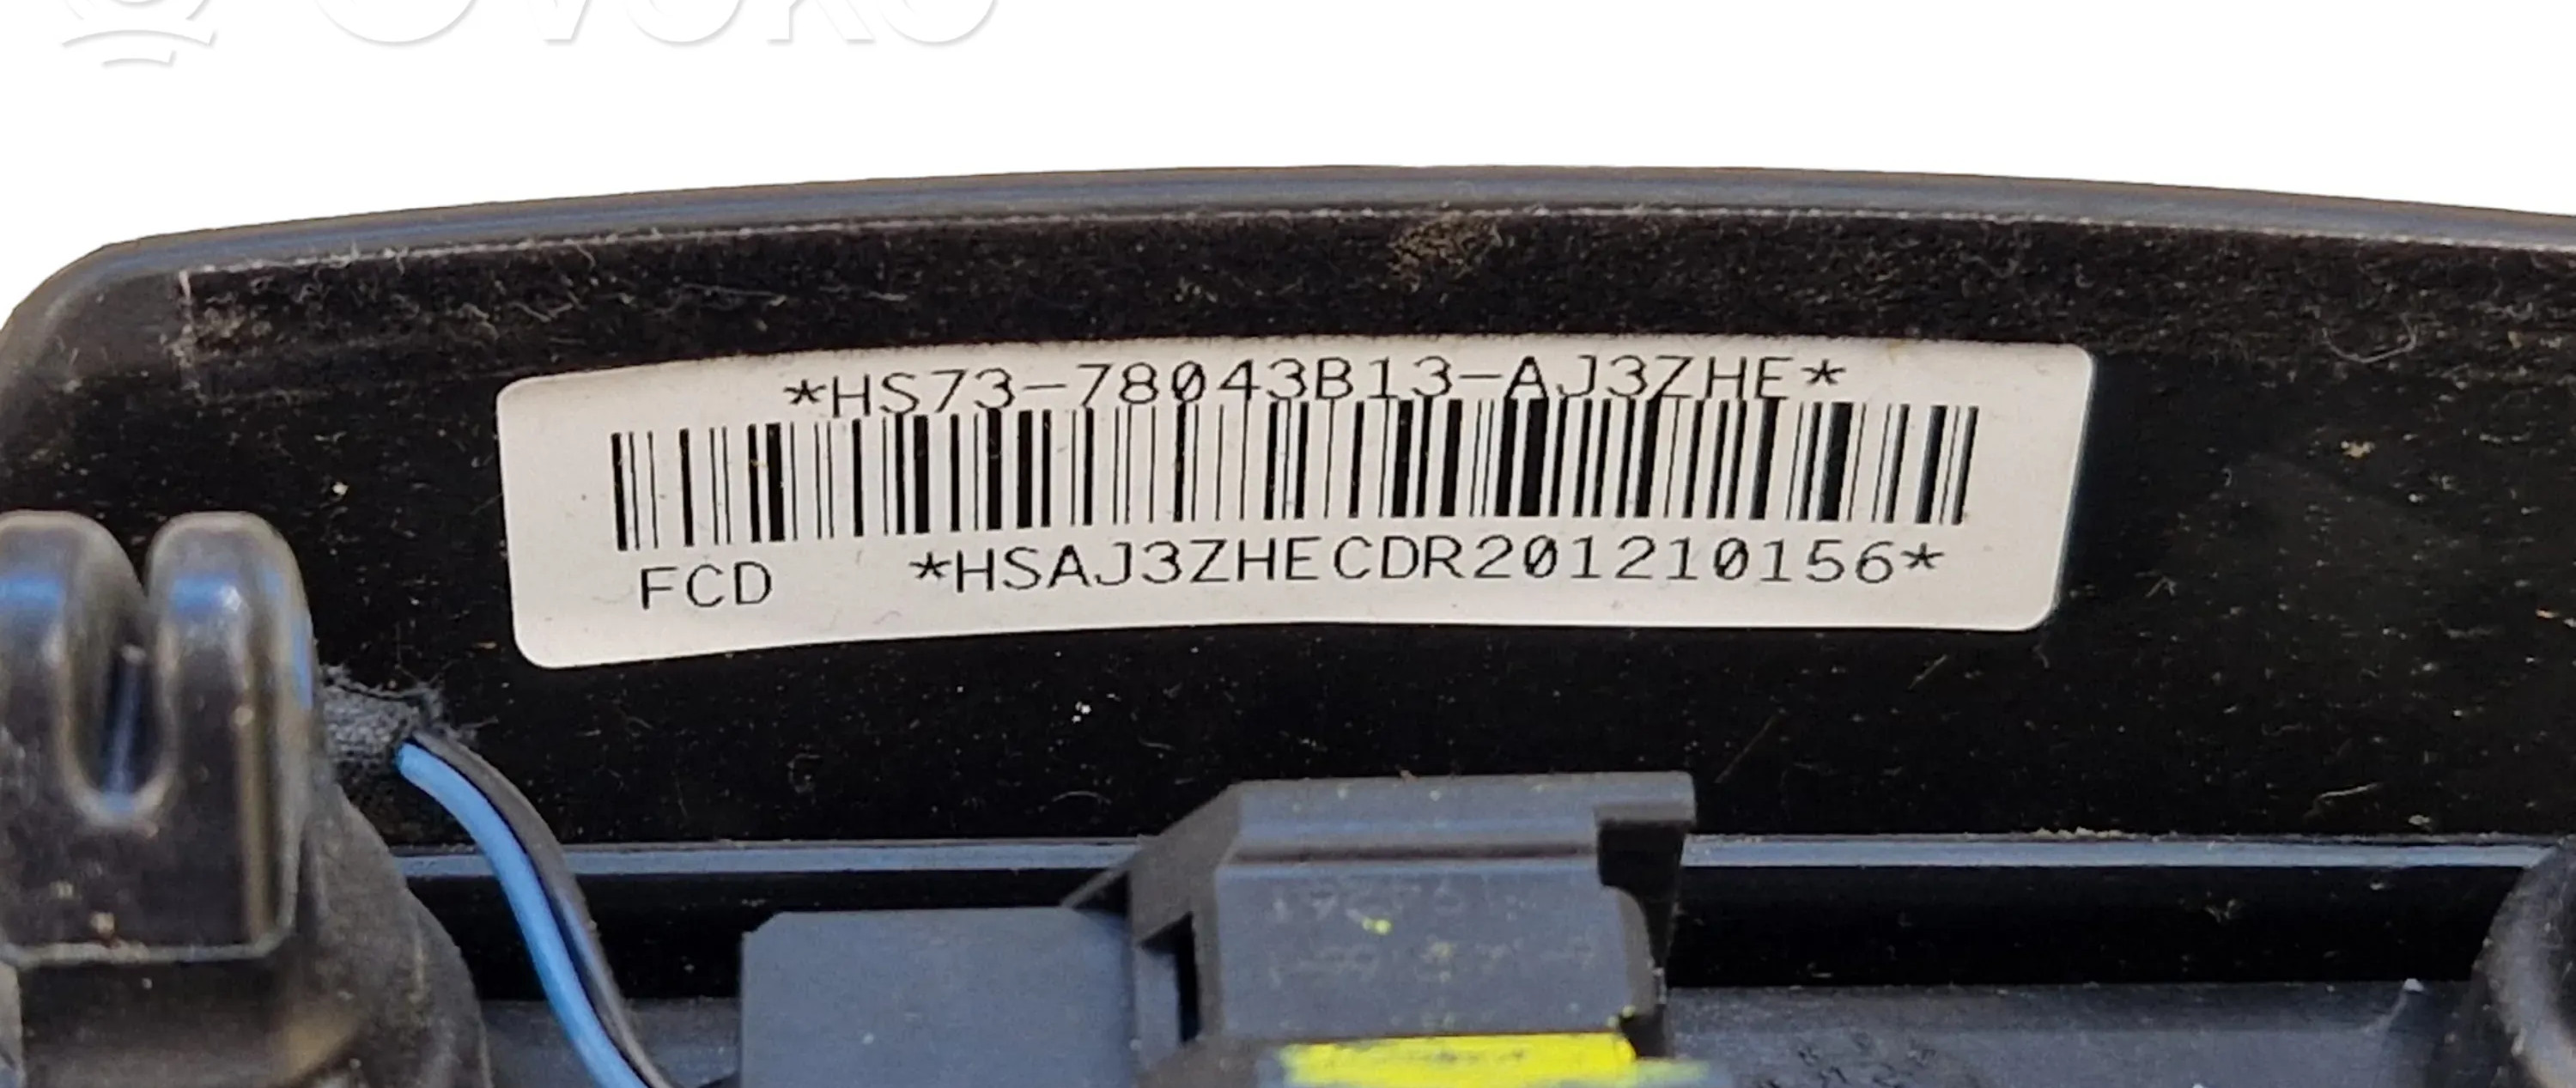 *HS73-78043B13-AJ3ZHE*
FCD *HSAJ3ZHECDR201210156*